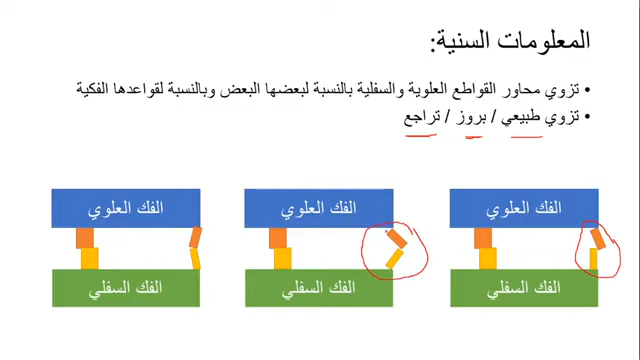 المعلومات السنية:
• تزوي محاور القواطع العلوية والسفلية بالنسبة لبعضها البعض وبالنسبة لقواعدها الفكية
• تزوي طبيعي / بروز / تراجع
الفك العلوي
الفك العلوي
الفك العلوي
الفك السفلي
الفك السفلي
الفك السفلي